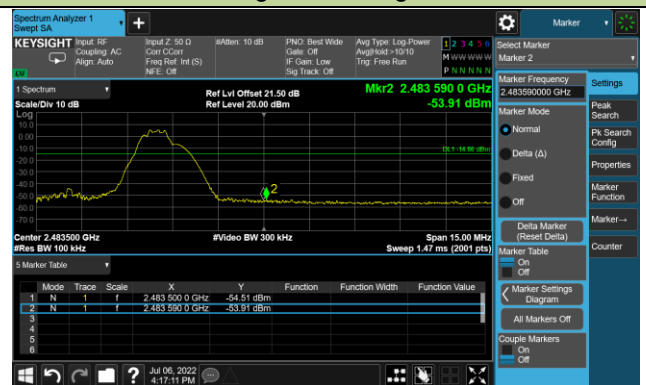 Spectrum Analyzer 1
Swept SA
Marker
KEYSIGHT
Input: RF
Coupling: AC
Align: Auto
Input Z: 50 Ω
Corr CCorr
Freq Ref: Int (S)
NFE: Off
#Atten: 10 dB
PNO: Best Wide
Gate: Off
IF Gain: Low
Sig Track: Off
Avg Type: Log-Power
Avg|Hold:>10/10
Trig: Free Run
1 2 3 4 5 6
M W W W W W
P N N N N N
Select Marker
Marker 2
1 Spectrum
Ref Lvl Offset 21.50 dB
Mkr2 2.483 590 0 GHz
Scale/Div 10 dB
Ref Level 20.00 dBm
-53.91 dBm
Log
10.0
0.00
-10.0
-20.0
-30.0
-40.0
-50.0
-60.0
-70.0
DL1 -14.66 dBm
2
Center 2.483500 GHz
#Video BW 300 kHz
Span 15.00 MHz
#Res BW 100 kHz
Sweep 1.47 ms (2001 pts)
5 Marker Table
Mode Trace Scale X Y Function Function Width Function Value
1 N 1 f 2.483 500 0 GHz -54.51 dBm
2 N 1 f 2.483 590 0 GHz -53.91 dBm
3
4
5
6
Marker Frequency
2.483590000 GHz
Marker Mode
Normal
Delta (Δ)
Fixed
Off
Delta Marker
(Reset Delta)
Marker Table
On
Off
Marker Settings
Diagram
All Markers Off
Couple Markers
On
Off
Settings
Peak
Search
Pk Search
Config
Properties
Marker
Function
Marker→
Counter
Jul 06, 2022
4:17:11 PM